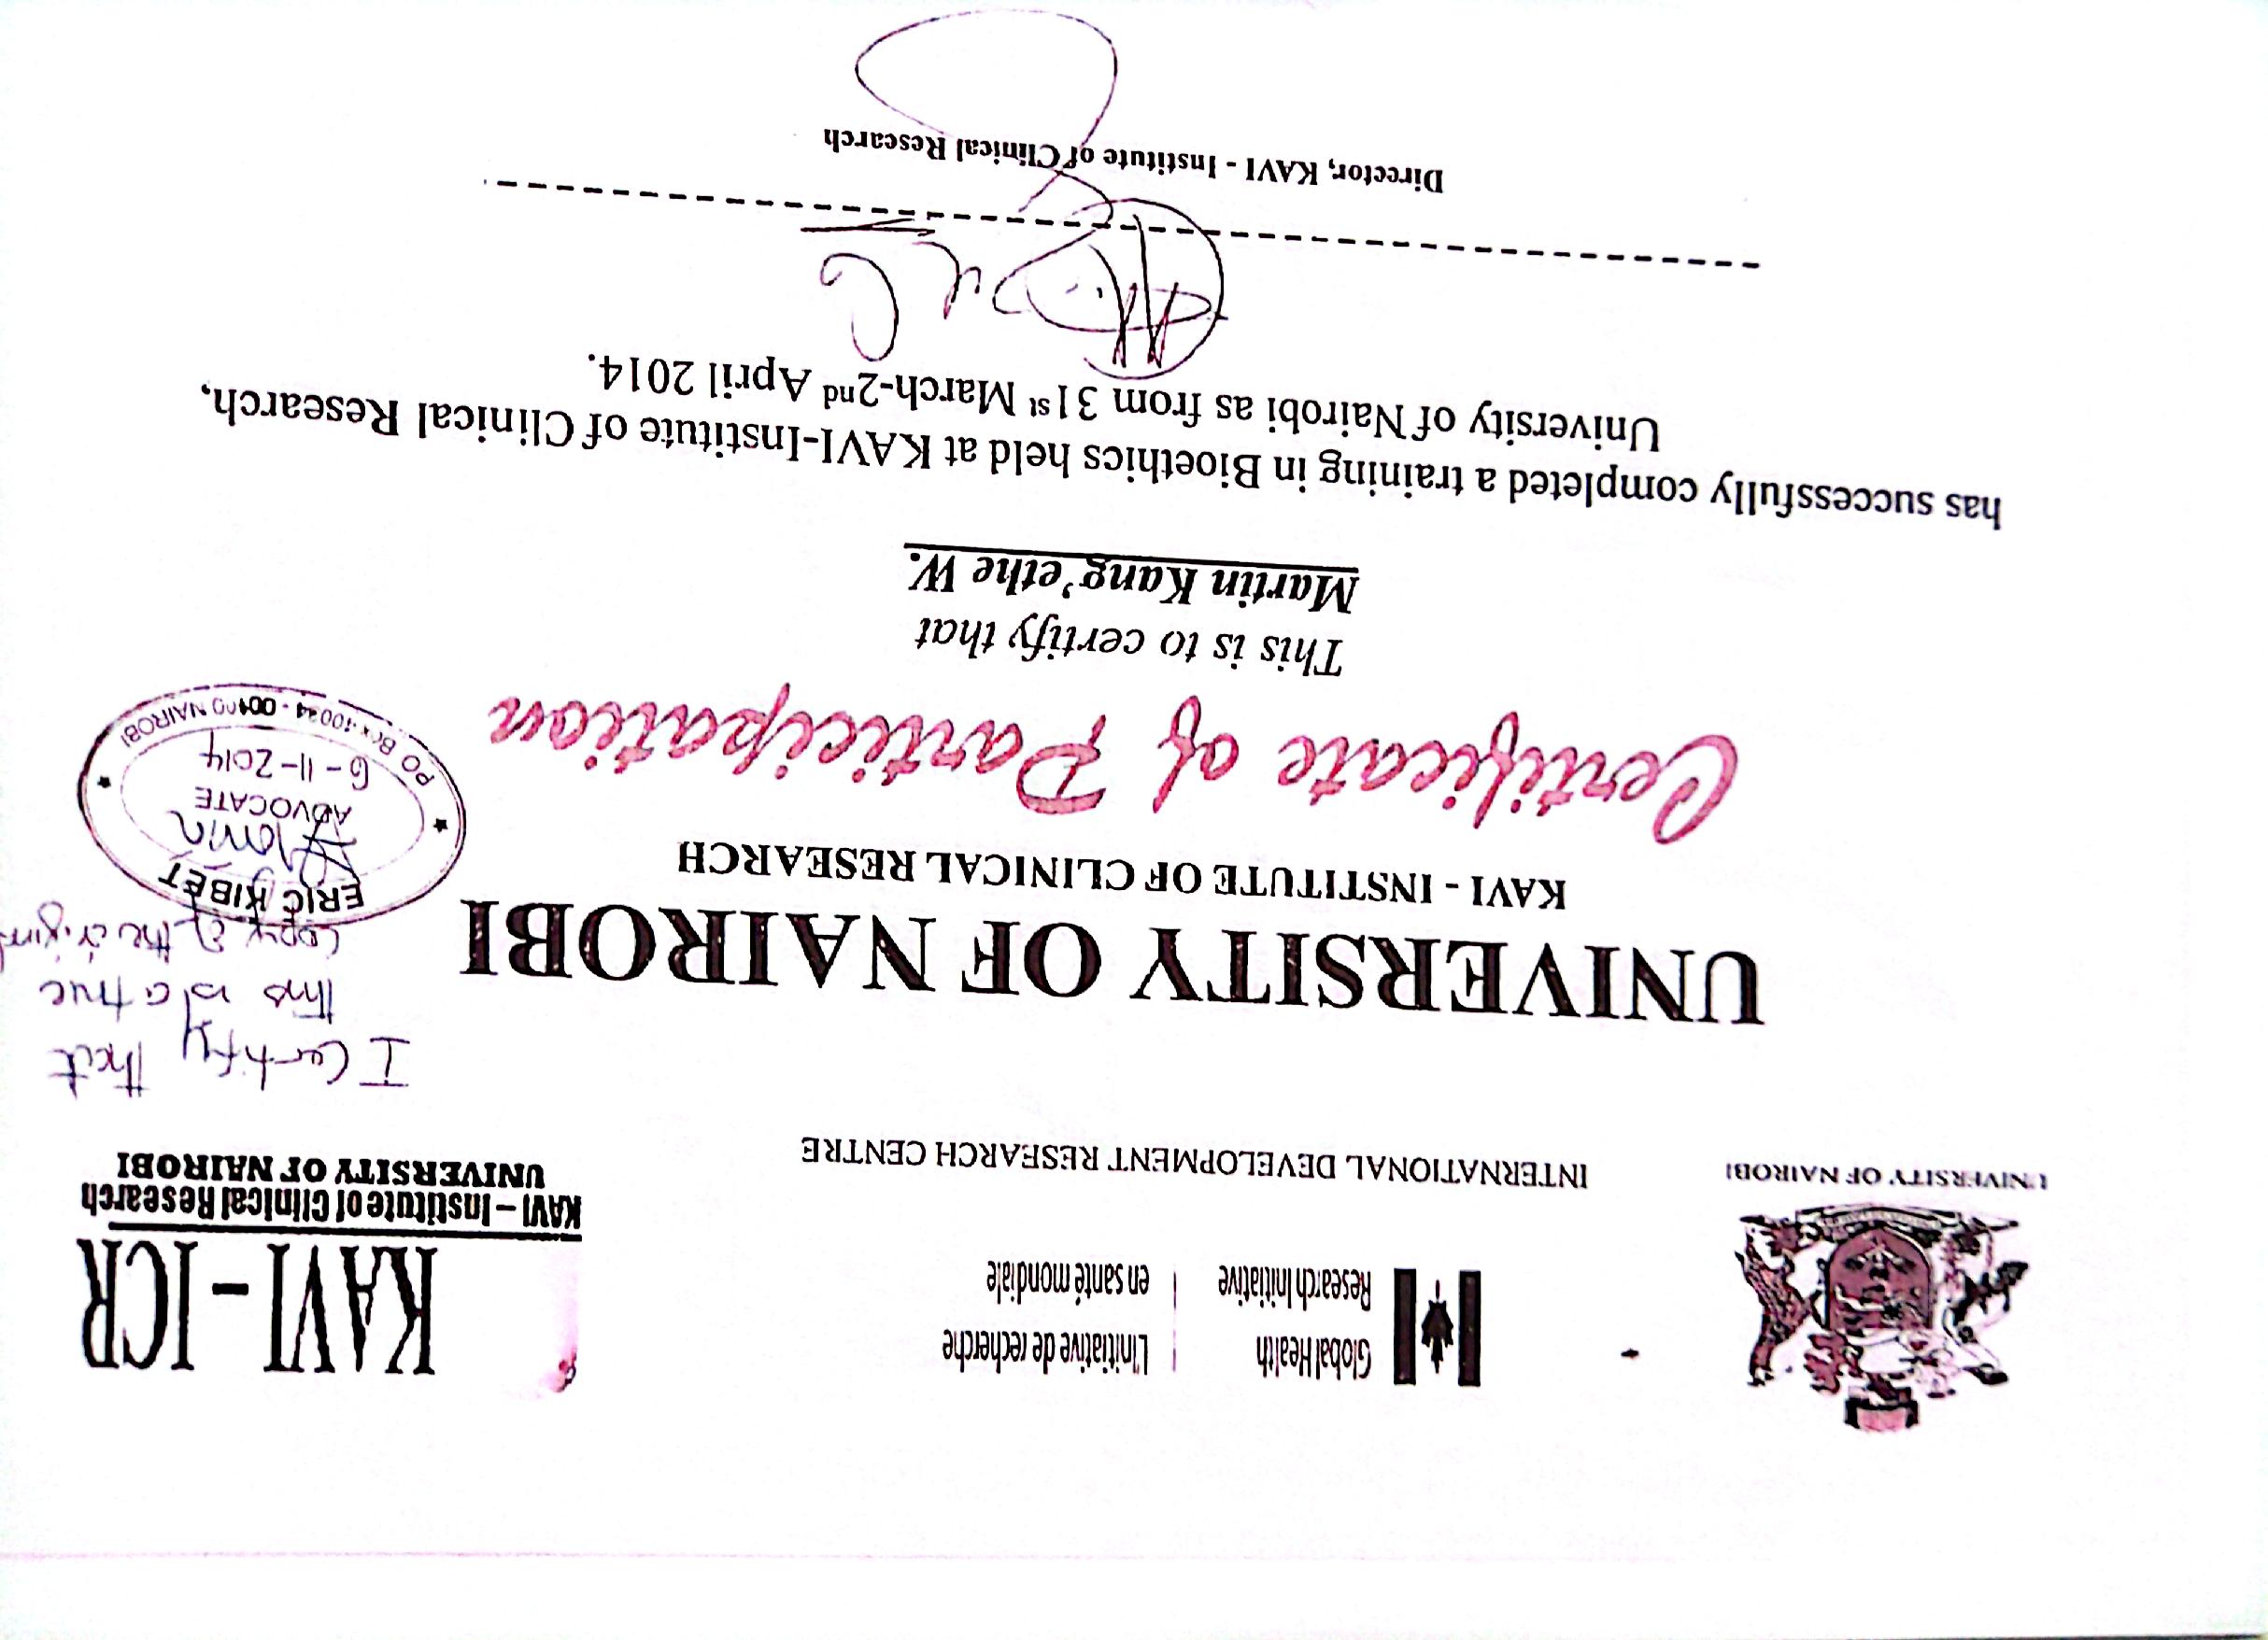 UNIVERSITY OF NAIROBI
Global Health
Research Initiative
L'initiative de recherche
en santé mondiale
INTERNATIONAL DEVELOPMENT RESEARCH CENTRE
KAVI - ICR
KAVI – Institute of Clinical Research
UNIVERSITY OF NAIROBI
I Certify that
this is a true
copy of the
UNIVERSITY OF NAIROBI
KAVI - INSTITUTE OF CLINICAL RESEARCH
ERIC KIBET
ADVOCATE
6-11-2014
PO Box NAIROBI
Certificate of Participation
This is to certify that
Martin Kang'ethe W.
has successfully completed a training in Bioethics held at KAVI-Institute of Clinical Research,
University of Nairobi as from 31st March-2nd April 2014.
Director, KAVI - Institute of Clinical Research